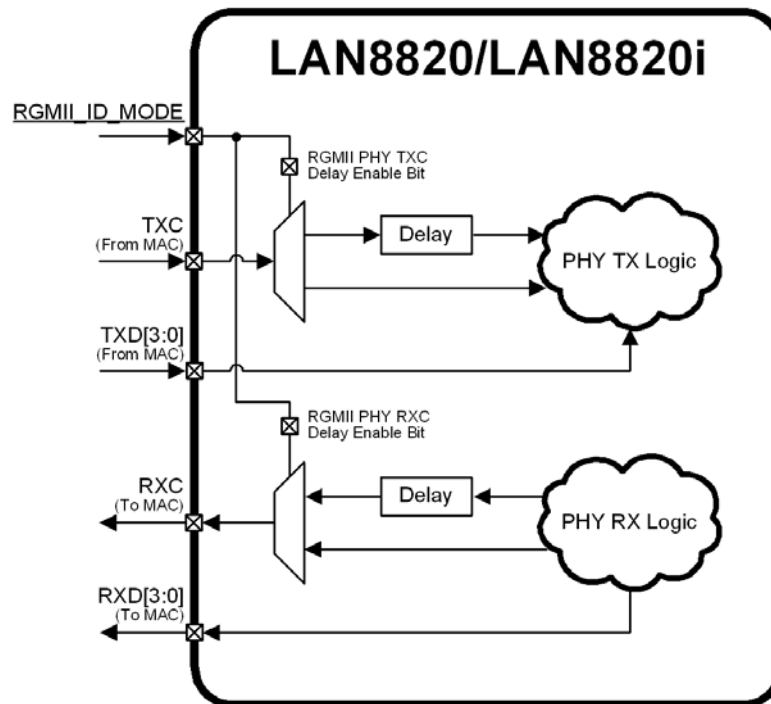 LAN8820/LAN8820i
RGMII_ID_MODE
RGMII PHY TXC
Delay Enable Bit
TXC
(From MAC)
Delay
PHY TX Logic
TXD[3:0]
(From MAC)
RGMII PHY RXC
Delay Enable Bit
RXC
(To MAC)
Delay
PHY RX Logic
RXD[3:0]
(To MAC)